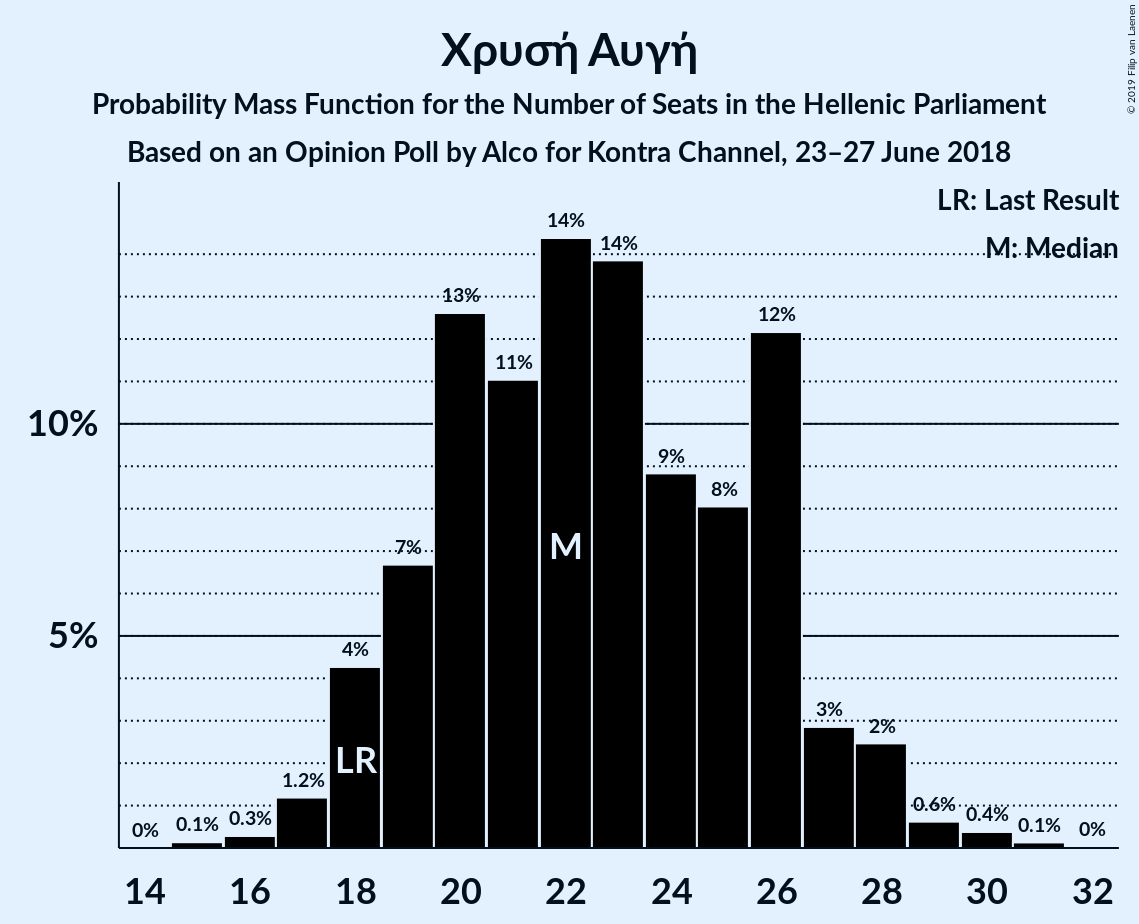 Χρυσή Αυγή
Probability Mass Function for the Number of Seats in the Hellenic Parliament
Based on an Opinion Poll by Alco for Kontra Channel, 23–27 June 2018
© 2019 Filip van Laenen
LR: Last Result
M: Median
10%
5%
0%
0.1%
0.3%
1.2%
4%
7%
13%
11%
14%
14%
9%
8%
12%
3%
2%
0.6%
0.4%
0.1%
0%
LR
M
14 16 18 20 22 24 26 28 30 32